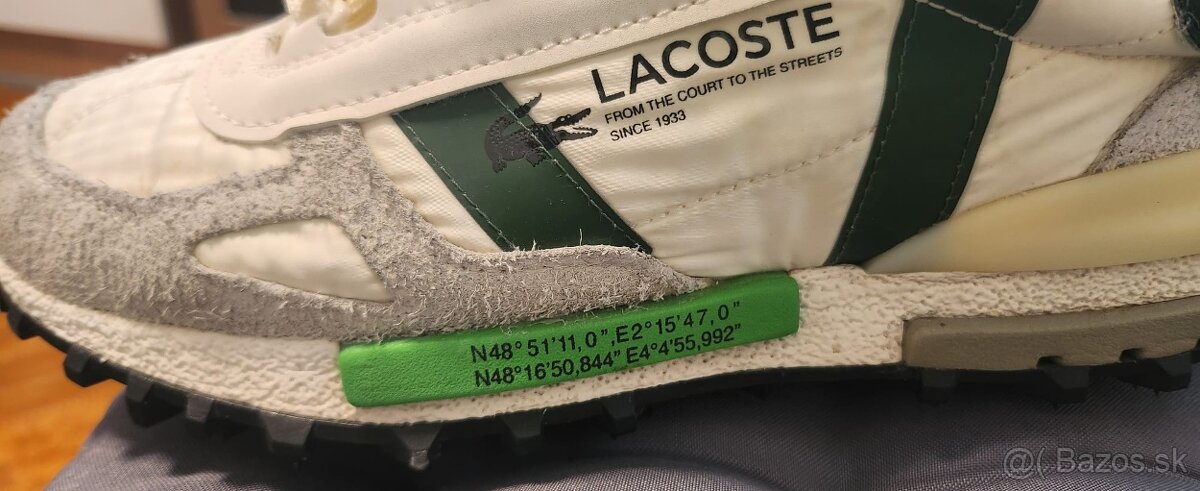 LACOSTE
FROM THE COURT TO THE STREETS
SINCE 1933
N48°51'11,0",E2°15'47,0"
N48°16'50,844" E4°4'55,992"
@( Bazos.sk